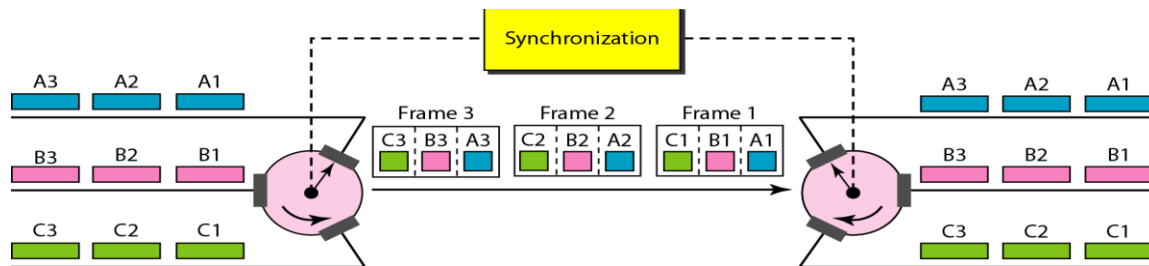 Synchronization
A3 A2 A1
Frame 3 Frame 2 Frame 1
A3 A2 A1
C3 B3 A3 C2 B2 A2 C1 B1 A1
B3 B2 B1
B3 B2 B1
C3 C2 C1
C3 C2 C1